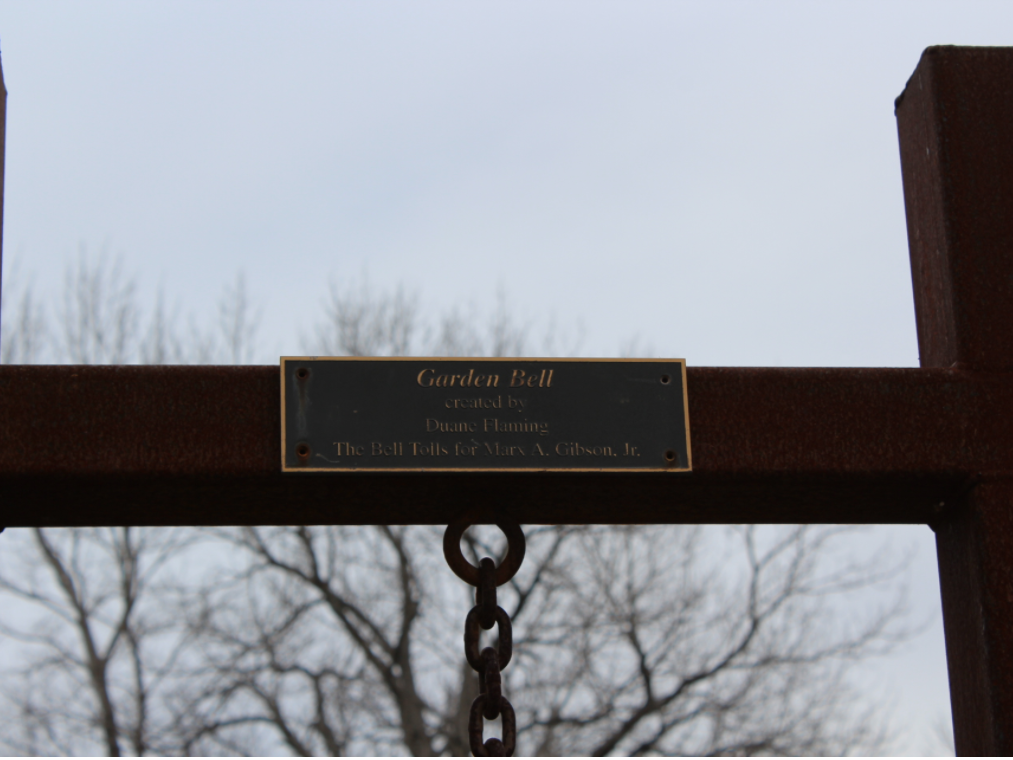 Garden Bell
created by
Duane Flaming
The Bell Tolls for Marx A. Gibson, Jr.